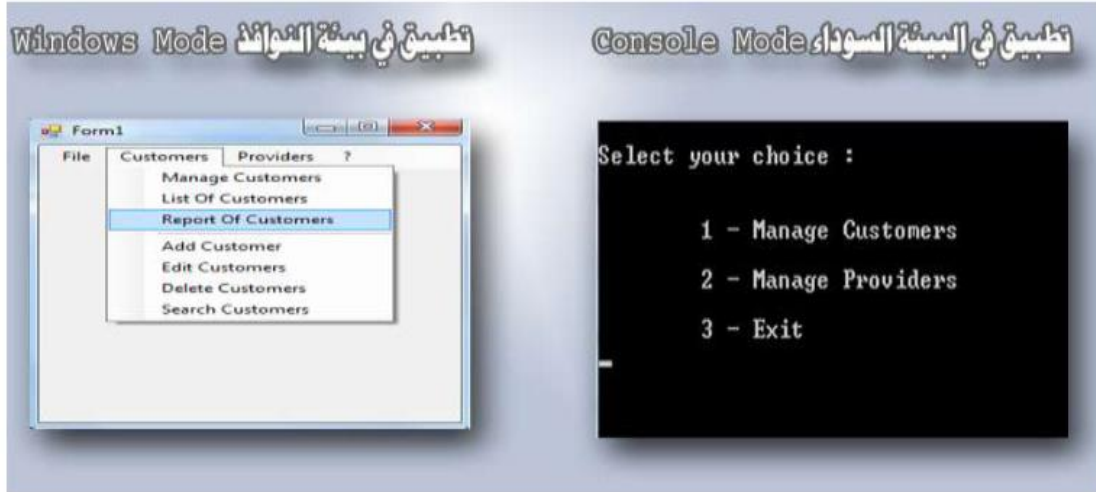 Windows Mode تطبيق في بيئة النوافذ
Form1
File Customers Providers ?
Manage Customers
List Of Customers
Report Of Customers
Add Customer
Edit Customers
Delete Customers
Search Customers
Console Mode تطبيق في البيئة السوداء
Select your choice :
1 - Manage Customers
2 - Manage Providers
3 - Exit